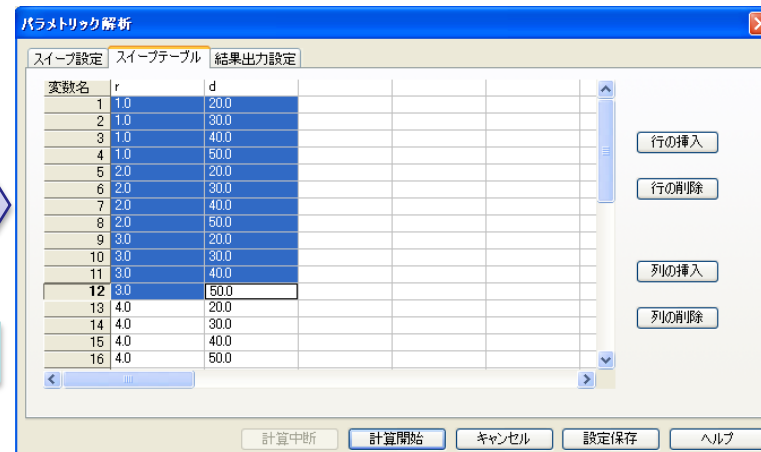 パラメトリック解析
スイープ設定 スイープテーブル 結果出力設定
変数名 r d
1 1.0 20.0
2 1.0 30.0
3 1.0 40.0
4 1.0 50.0
5 2.0 20.0
6 2.0 30.0
7 2.0 40.0
8 2.0 50.0
9 3.0 20.0
10 3.0 30.0
11 3.0 40.0
12 3.0 50.0
13 4.0 20.0
14 4.0 30.0
15 4.0 40.0
16 4.0 50.0
行の挿入
行の削除
列の挿入
列の削除
計算中断 計算開始 キャンセル 設定保存 ヘルプ